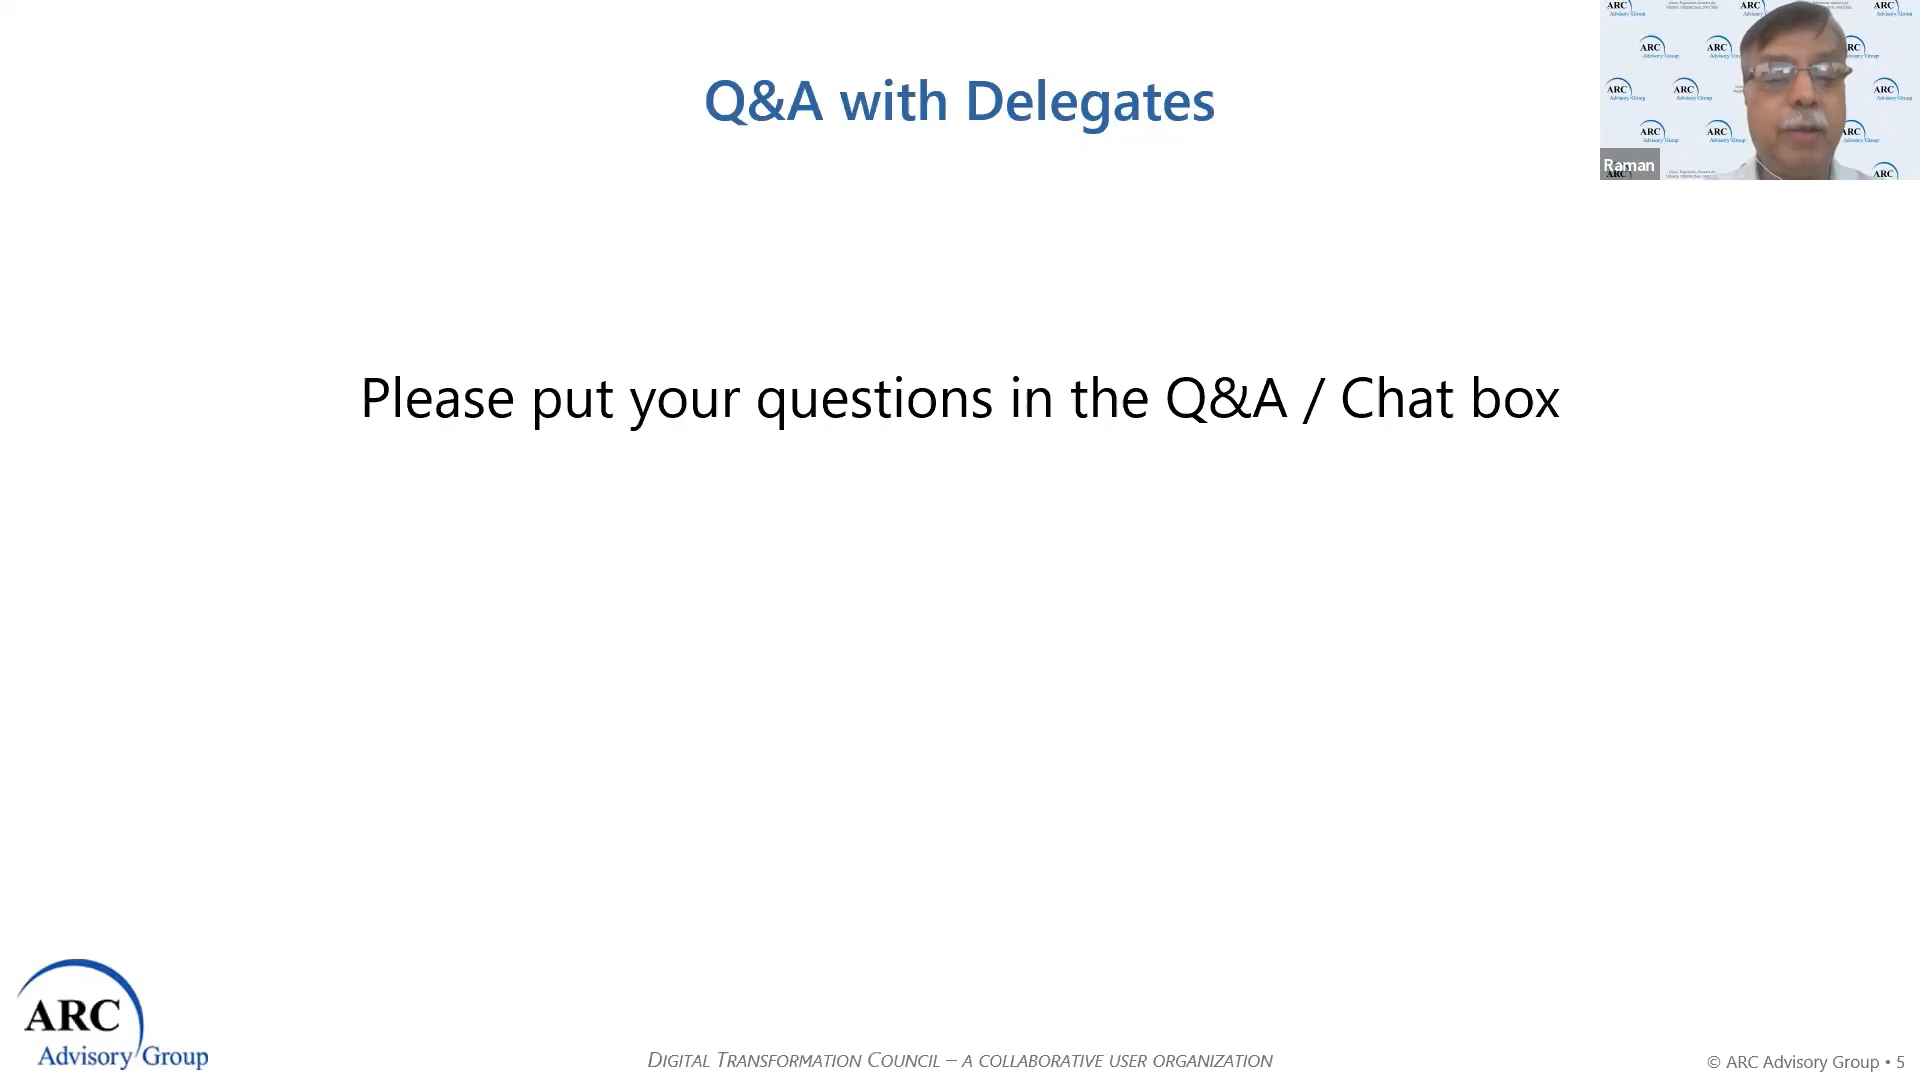 Q&A with Delegates
Raman
Please put your questions in the Q&A / Chat box
ARC
Advisory Group
DIGITAL TRANSFORMATION COUNCIL – A COLLABORATIVE USER ORGANIZATION
© ARC Advisory Group • 5